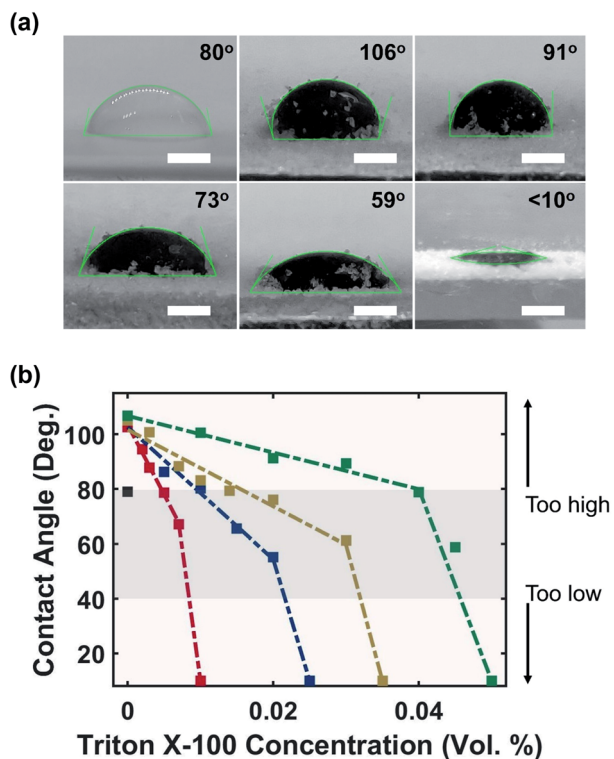 (a)
80°
106°
91°
73°
59°
<10°
(b)
Contact Angle (Deg.)
100
80
60
40
20
0
0.02
0.04
Triton X-100 Concentration (Vol. %)
Too high
Too low